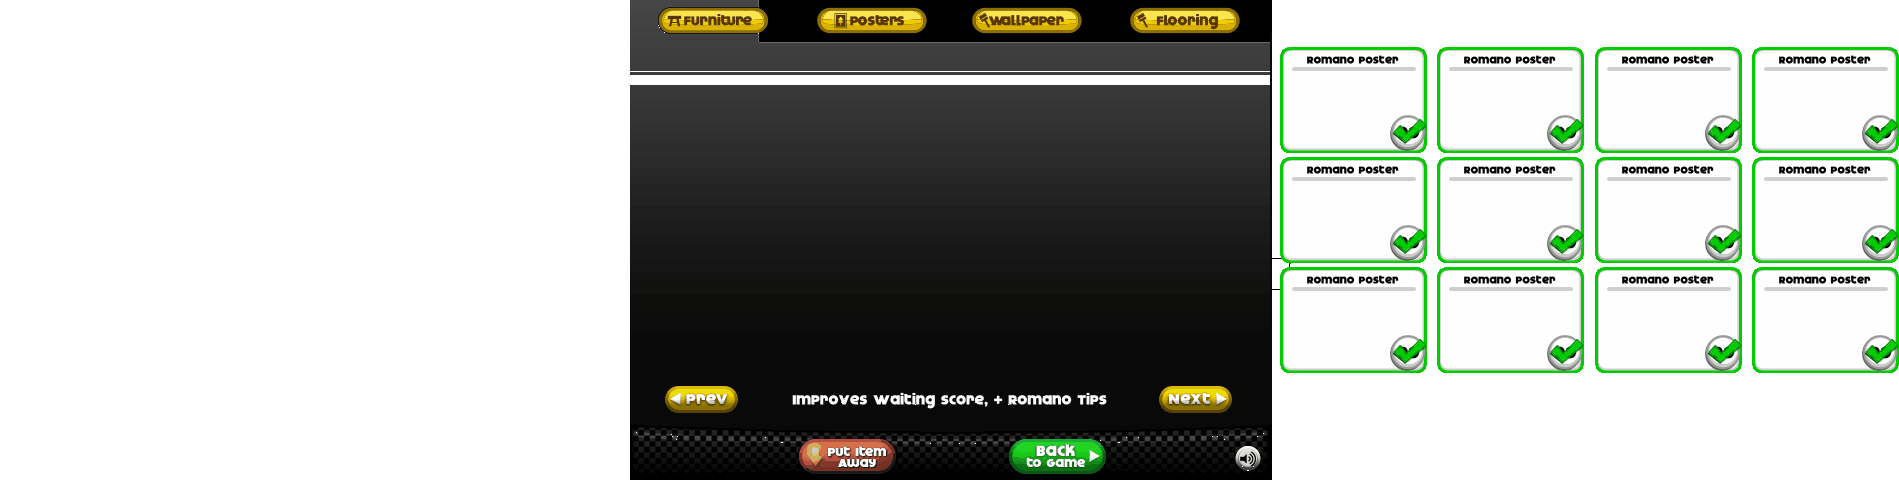 Furniture
Posters
Wallpaper
Flooring
Romano Poster
Romano Poster
Romano Poster
Romano Poster
Romano Poster
Romano Poster
Romano Poster
Romano Poster
Romano Poster
Romano Poster
Romano Poster
Romano Poster
Prev
Improves Waiting Score, + Romano Tips
Next
Put Item
Away
Back
to Game